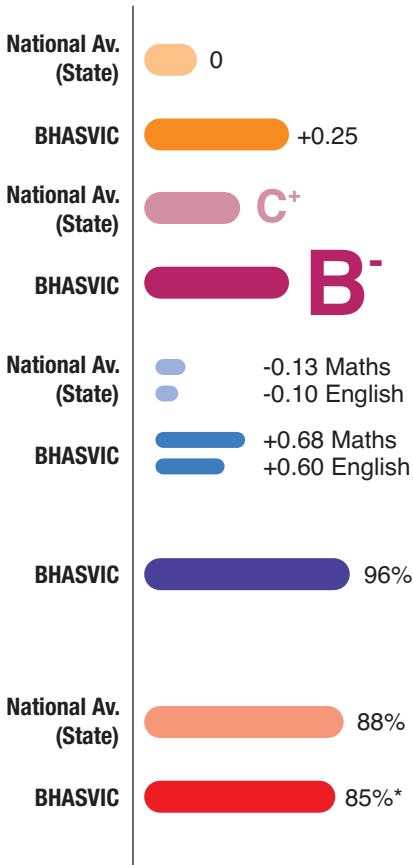 National Av.
(State)
0
BHASVIC
+0.25
National Av.
(State)
C+
BHASVIC
B-
National Av.
(State)
-0.13 Maths
-0.10 English
BHASVIC
+0.68 Maths
+0.60 English
BHASVIC
96%
National Av.
(State)
88%
BHASVIC
85%*